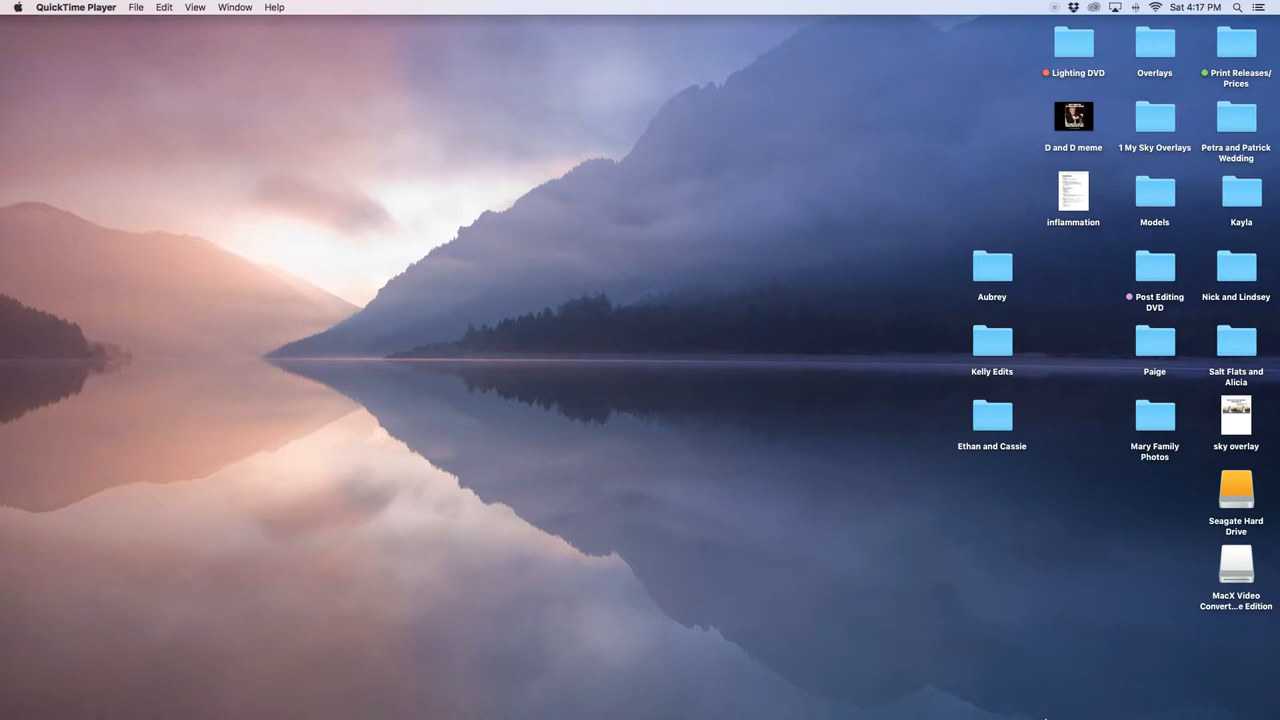 QuickTime Player File Edit View Window Help Sat 4:17 PM
Lighting DVD
Overlays
Print Releases/
Prices
D and D meme
1 My Sky Overlays
Petra and Patrick
Wedding
inflammation
Models
Kayla
Aubrey
Post Editing
DVD
Nick and Lindsey
Kelly Edits
Paige
Salt Flats and
Alicia
Ethan and Cassie
Mary Family
Photos
sky overlay
Seagate Hard
Drive
MacX Video
Convert...e Edition